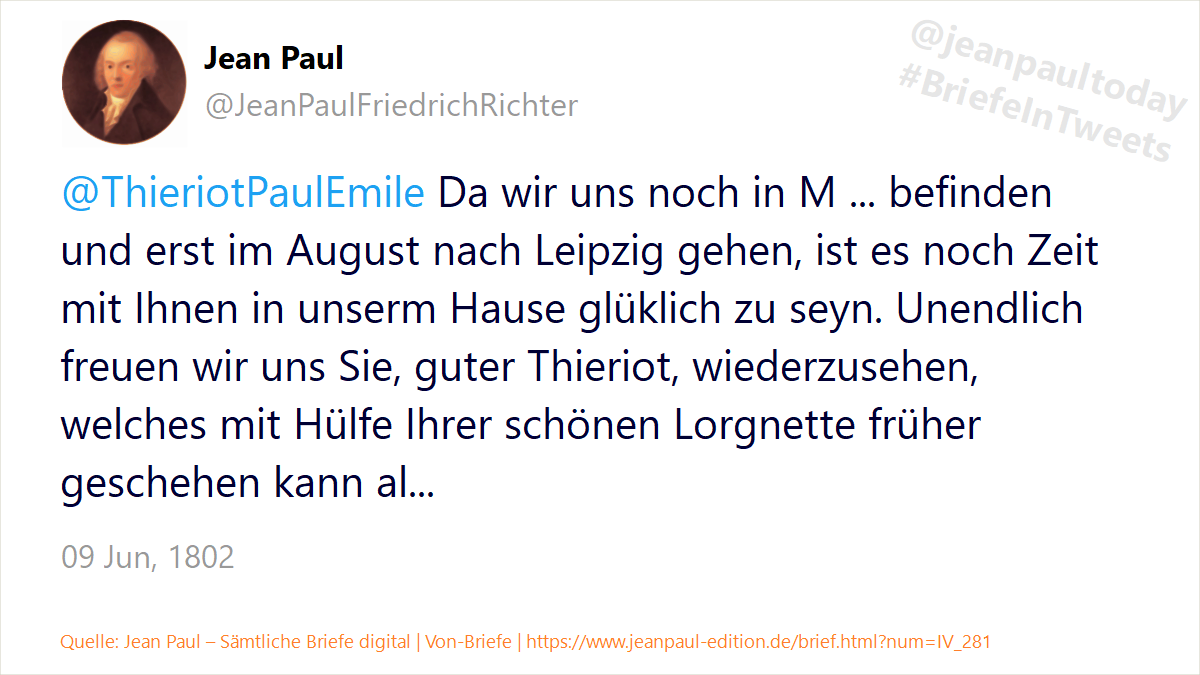 Jean Paul
@JeanPaulFriedrichRichter
@jeanpaultoday
#BriefeInTweets
@ThieriotPaulEmile Da wir uns noch in M ... befinden
und erst im August nach Leipzig gehen, ist es noch Zeit
mit Ihnen in unserm Hause glüklich zu seyn. Unendlich
freuen wir uns Sie, guter Thieriot, wiederzusehen,
welches mit Hülfe Ihrer schönen Lorgnette früher
geschehen kann al...
09 Jun, 1802
Quelle: Jean Paul – Sämtliche Briefe digital | Von-Briefe | https://www.jeanpaul-edition.de/brief.html?num=IV_281